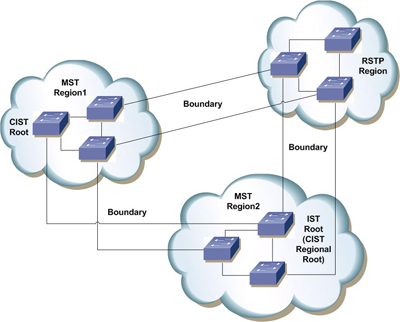 MST
Region1
CIST
Root
Boundary
RSTP
Region
Boundary
Boundary
MST
Region2
IST
Root
(CIST
Regional
Root)